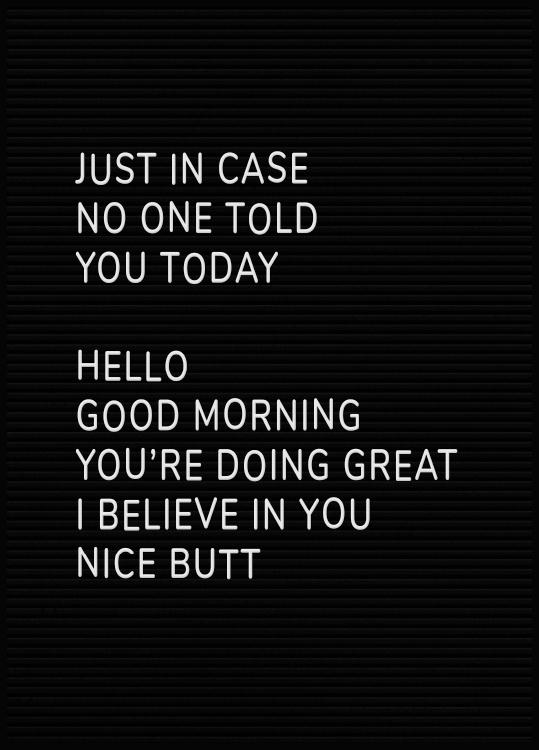 JUST IN CASE
NO ONE TOLD
YOU TODAY
HELLO
GOOD MORNING
YOU’RE DOING GREAT
I BELIEVE IN YOU
NICE BUTT